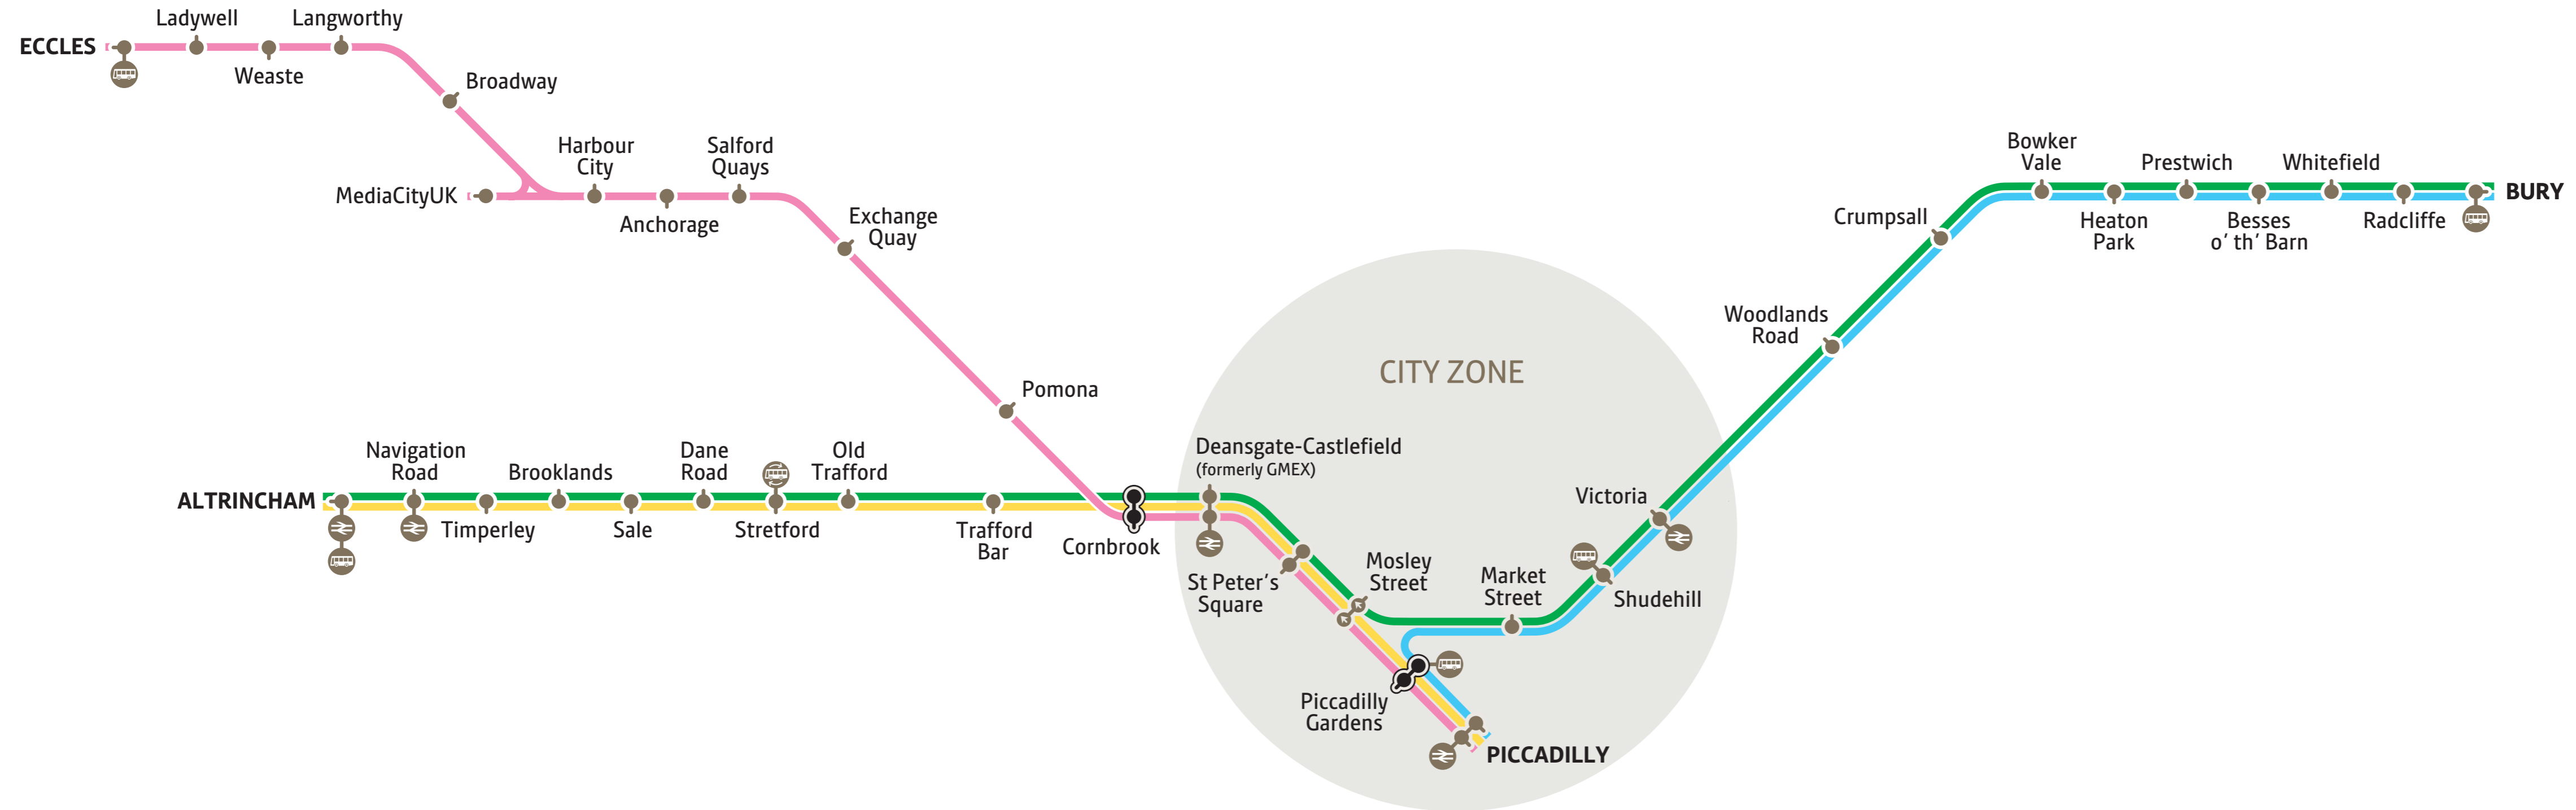 Ladywell
Langworthy
ECCLES
Weaste
Broadway
Harbour
City
Salford
Quays
MediaCityUK
Anchorage
Exchange
Quay
Pomona
Navigation
Road
Brooklands
Dane
Road
Old
Trafford
ALTRINCHAM
Timperley
Sale
Stretford
Trafford
Bar
Cornbrook
CITY ZONE
Deansgate-Castlefield
(formerly GMEX)
St Peter’s
Square
Mosley
Street
Market
Street
Piccadilly
Gardens
PICCADILLY
Victoria
Shudehill
Woodlands
Road
Crumpsall
Bowker
Vale
Heaton
Park
Prestwich
Besses
o’ th’ Barn
Whitefield
Radcliffe
BURY